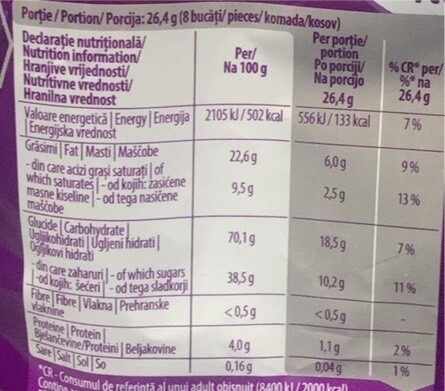 Porție / Portion/ Porcija: 26,4 g (8 bucăți/ pieces/ komada/kosov)
Declarație nutrițională/
Nutrition information/
Hranjive vrijednosti/
Nutritivne vrednosti/
Hranilna vrednost
Per/
Na 100 g
Per porție/
portion
Po porciji/
Na porcijo
26,4 g
% CR* per/
%* na
26,4 g
Valoare energetică | Energy | Energija
| Energijska vrednost
2105 kJ / 502 kcal
556 kJ / 133 kcal
7 %
Grăsimi | Fat | Masti | Maščobe
22,6 g
6,0 g
9%
- din care acizi grași saturați | of
which saturates | - od kojih: zasićene
masne kiseline | - od tega nasičene
maščobe
9,5 g
2,5 g
13 %
Glucide | Carbohydrate |
Ugljikohidrati | Ugljeni hidrati |
Ogljikovi hidrati
70,1 g
18,5 g
7 %
- din care zaharuri | - of which sugars
- od kojih: šećeri | - od tega sladkorji
38,5 g
10,2 g
11 %
Fibre | Fibre | Vlakna | Prehranske
vlaknine
<0,5 g
<0,5 g
-
Proteine | Protein |
Bjelančevine/Proteini | Beljakovine
4,0 g
1,1 g
2%
Sare | Salt | Sol | So
0,16 g
0,04 g
1 %
*CR - Consumul de referință al unui adult obișnuit (8400 kJ / 2000 kcal)